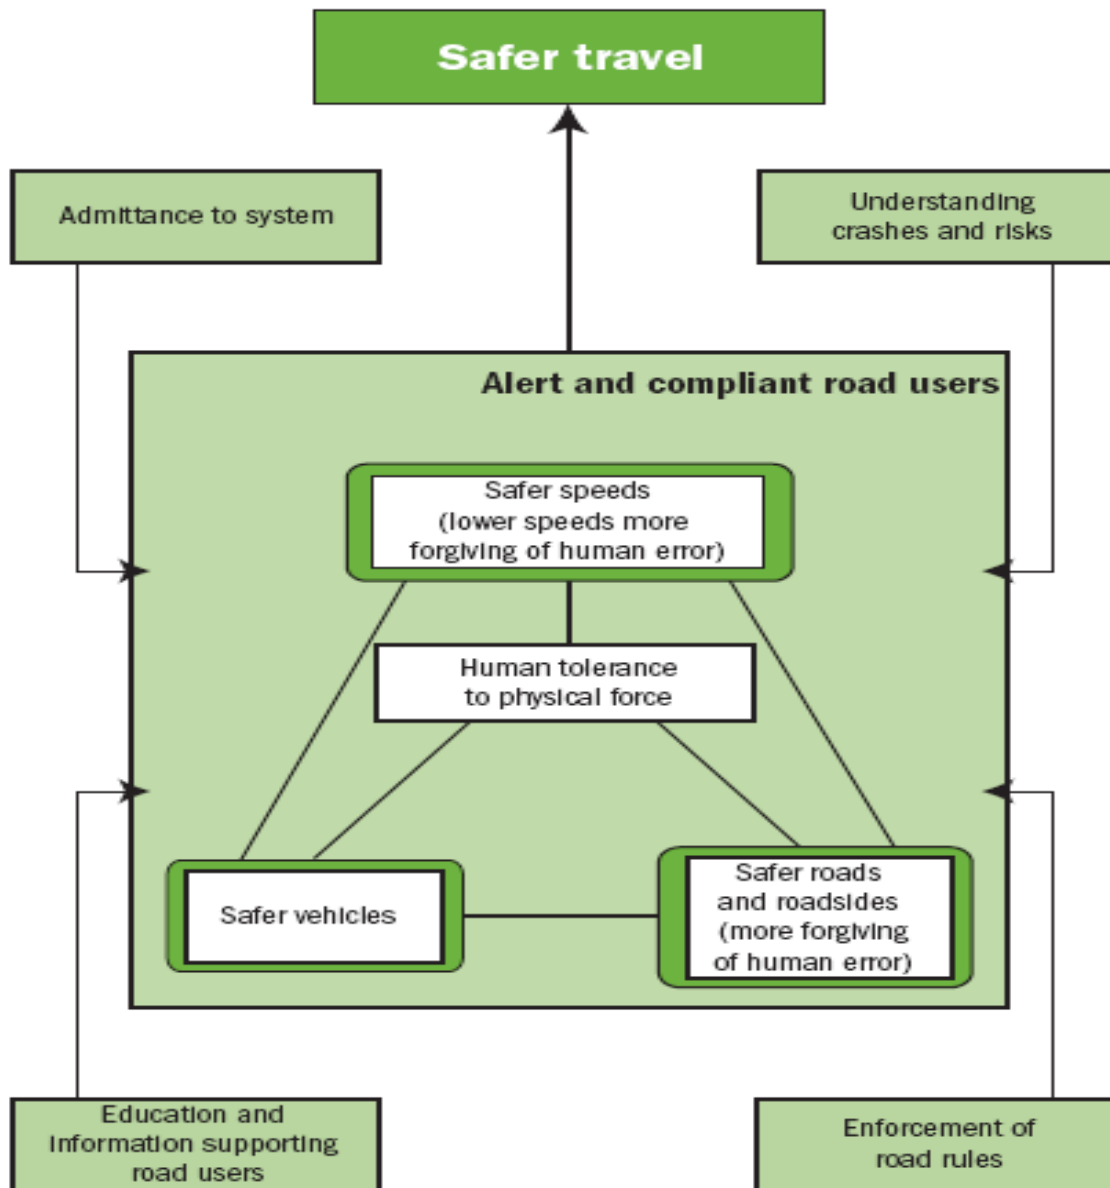 Safer travel
Admittance to system
Understanding
crashes and risks
Alert and compliant road users
Safer speeds
(lower speeds more
forgiving of human error)
Human tolerance
to physical force
Safer vehicles
Safer roads
and roadsides
(more forgiving
of human error)
Education and
information supporting
road users
Enforcement of
road rules